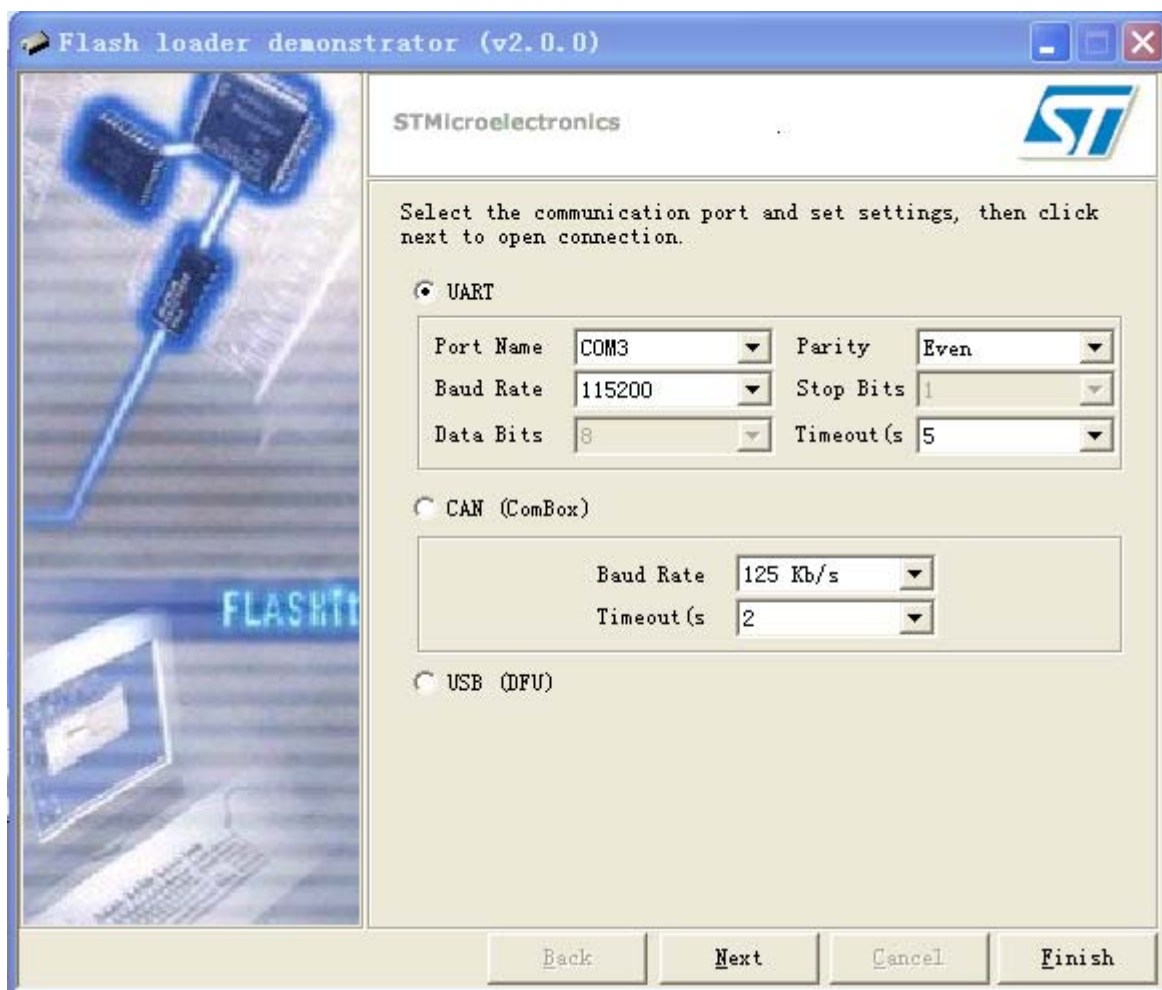 Flash loader demonstrator (v2.0.0)
STMicroelectronics
ST
Select the communication port and set settings, then click
next to open connection.
UART
Port Name COM3 Parity Even
Baud Rate 115200 Stop Bits 1
Data Bits 8 Timeout(s 5
CAN (ComBox)
Baud Rate 125 Kb/s
Timeout(s 2
USB (DFU)
FLASHit
Back Next Cancel Finish